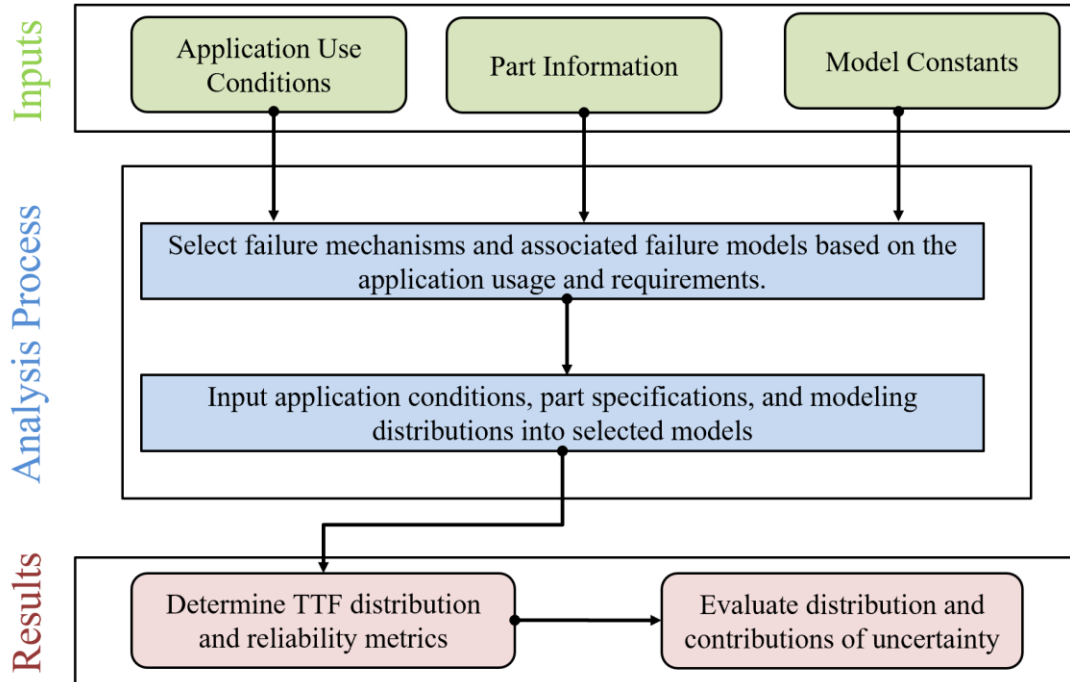 Inputs
Application Use
Conditions
Part Information
Model Constants
Analysis Process
Select failure mechanisms and associated failure models based on the
application usage and requirements.
Input application conditions, part specifications, and modeling
distributions into selected models
Results
Determine TTF distribution
and reliability metrics
Evaluate distribution and
contributions of uncertainty